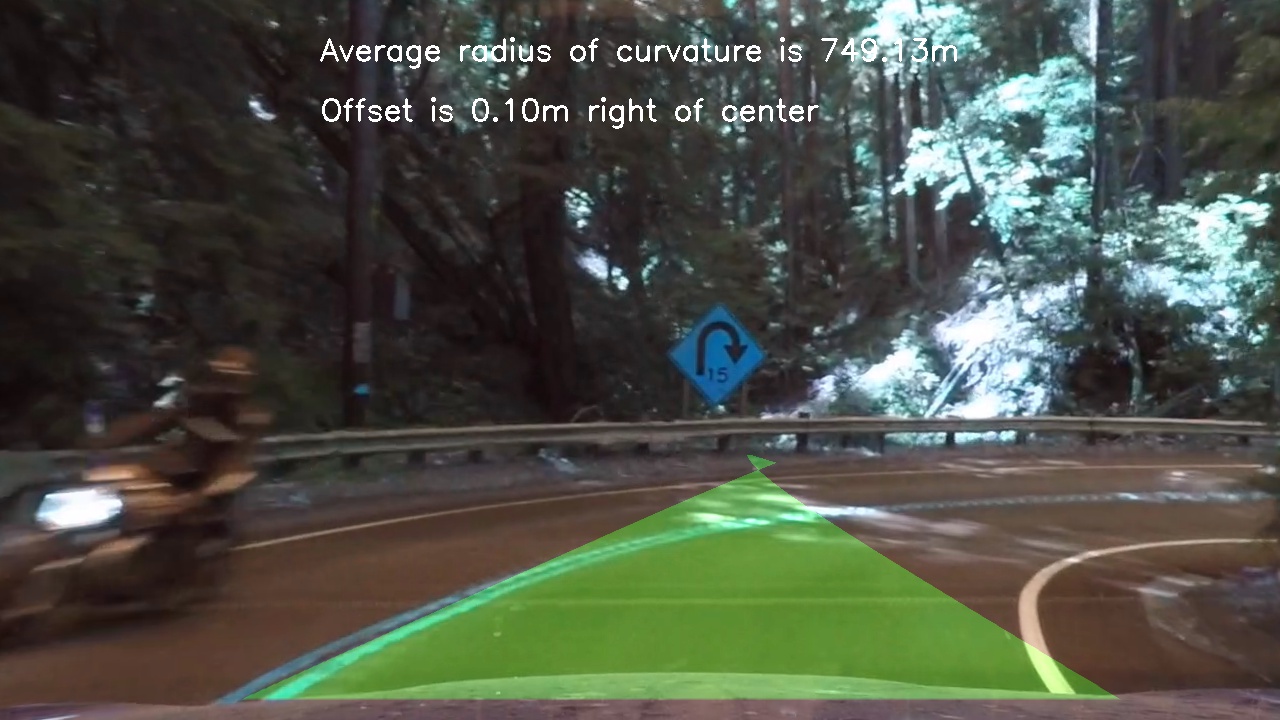 Average radius of curvature is 749.13m
Offset is 0.10m right of center
15